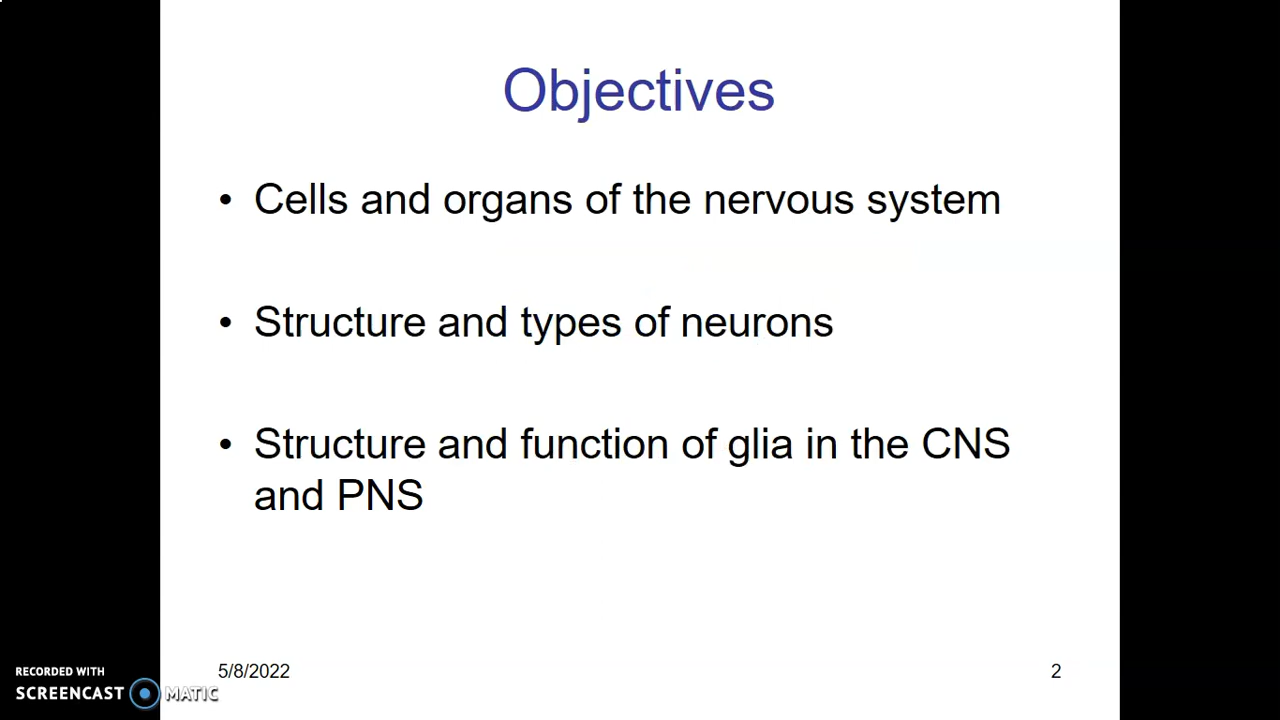 Objectives
• Cells and organs of the nervous system
• Structure and types of neurons
• Structure and function of glia in the CNS
and PNS
5/8/2022
2
RECORDED WITH
SCREENCAST MATIC